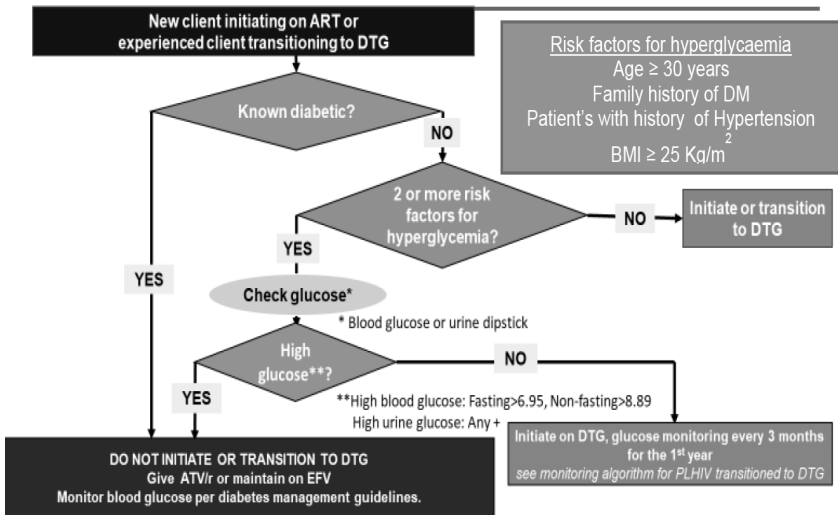 New client initiating on ART or
experienced client transitioning to DTG
Risk factors for hyperglycaemia
Age ≥ 30 years
Family history of DM
Patient's with history of Hypertension
BMI ≥ 25 Kg/m²
Known diabetic?
NO
2 or more risk
factors for
hyperglycemia?
NO
Initiate or transition
to DTG
YES
YES
Check glucose*
* Blood glucose or urine dipstick
High
glucose**?
NO
YES
**High blood glucose: Fasting>6.95, Non-fasting>8.89
High urine glucose: Any +
DO NOT INITIATE OR TRANSITION TO DTG
Give ATV/r or maintain on EFV
Monitor blood glucose per diabetes management guidelines.
Initiate on DTG, glucose monitoring every 3 months
for the 1st year
see monitoring algorithm for PLHIV transitioned to DTG